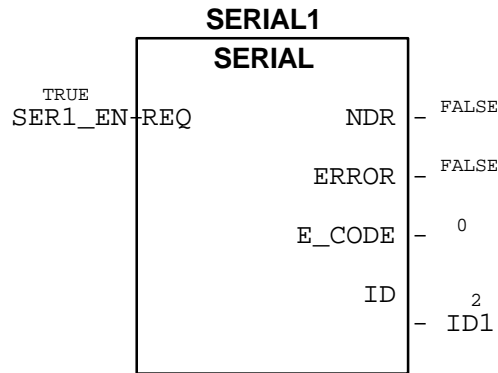 SERIAL1
SERIAL
TRUE
SER1_EN REQ NDR FALSE
ERROR FALSE
E_CODE 0
ID 2
ID1